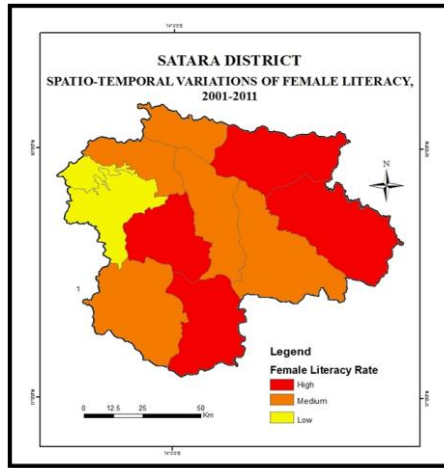 SATARA DISTRICT
SPATIO-TEMPORAL VARIATIONS OF FEMALE LITERACY,
2001-2011
N
1
Legend
Female Literacy Rate
High
Medium
Low
0 12.5 25 50
Km